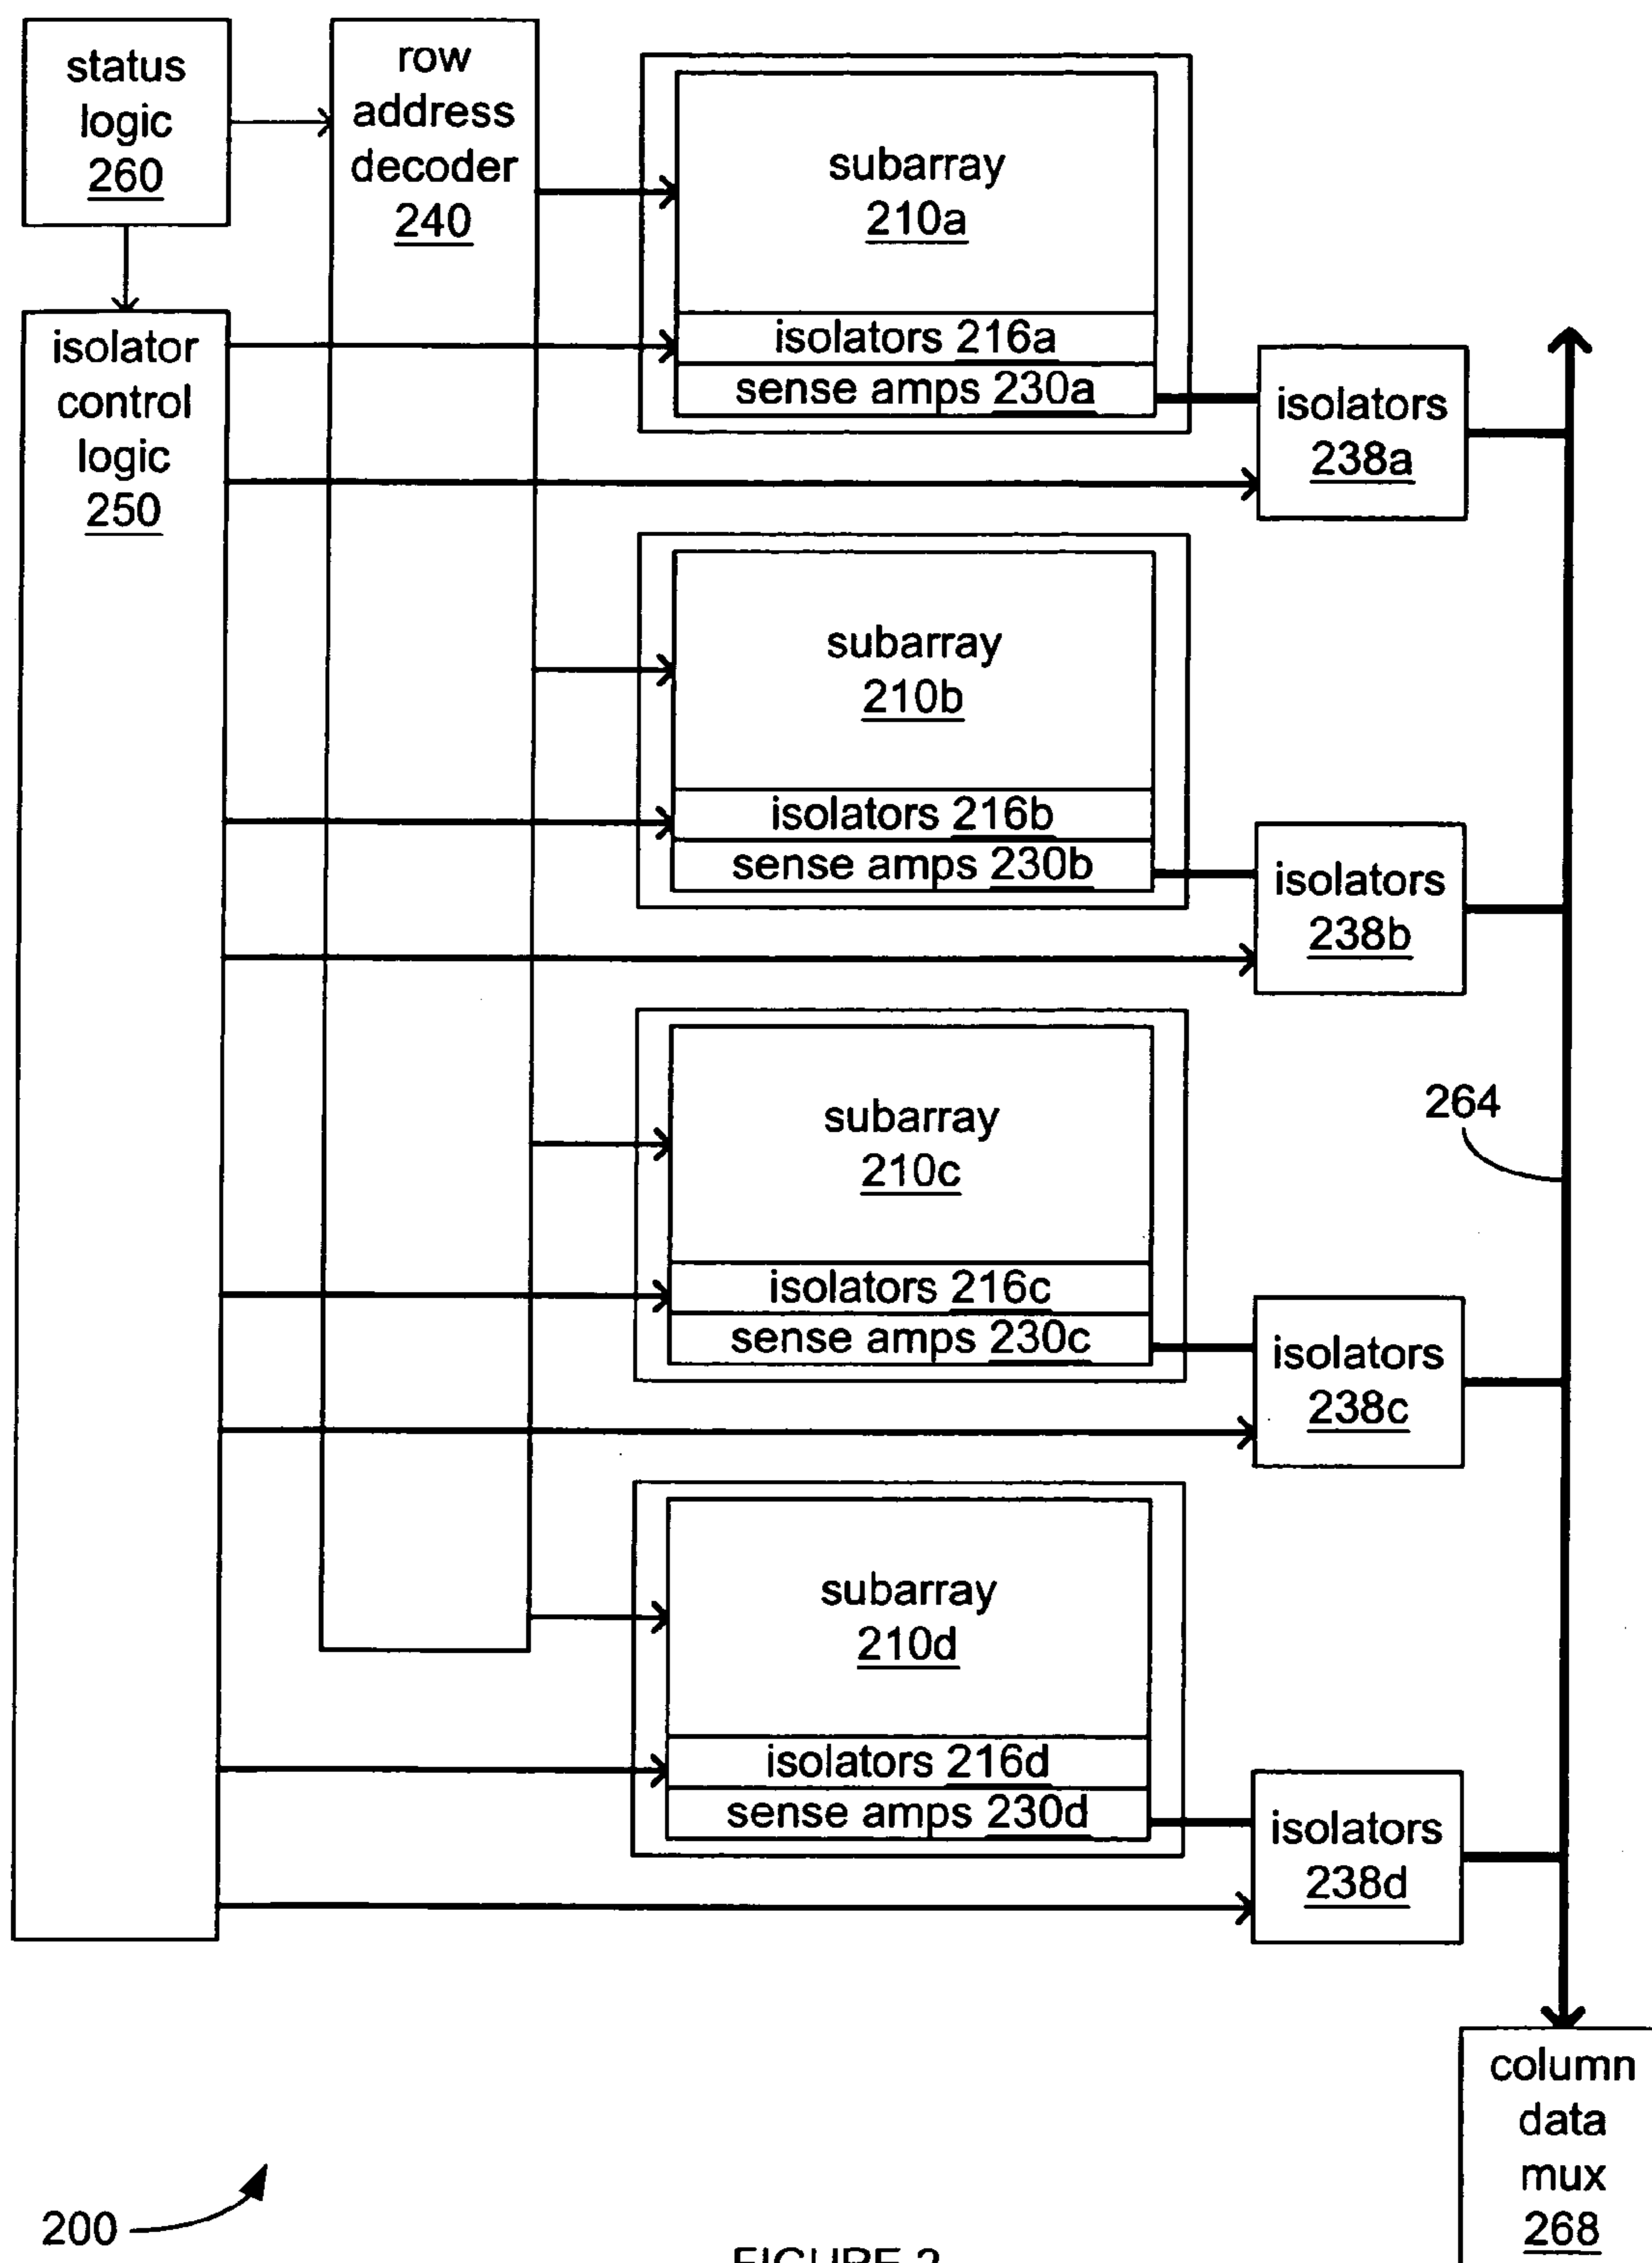 status
logic
260
row
address
decoder
240
subarray
210a
isolators 216a
sense amps 230a
isolator
control
logic
250
isolators
238a
subarray
210b
isolators 216b
sense amps 230b
isolators
238b
subarray
210c
isolators 216c
sense amps 230c
264
isolators
238c
subarray
210d
isolators 216d
sense amps 230d
isolators
238d
column
data
mux
268
200
FIGURE 2